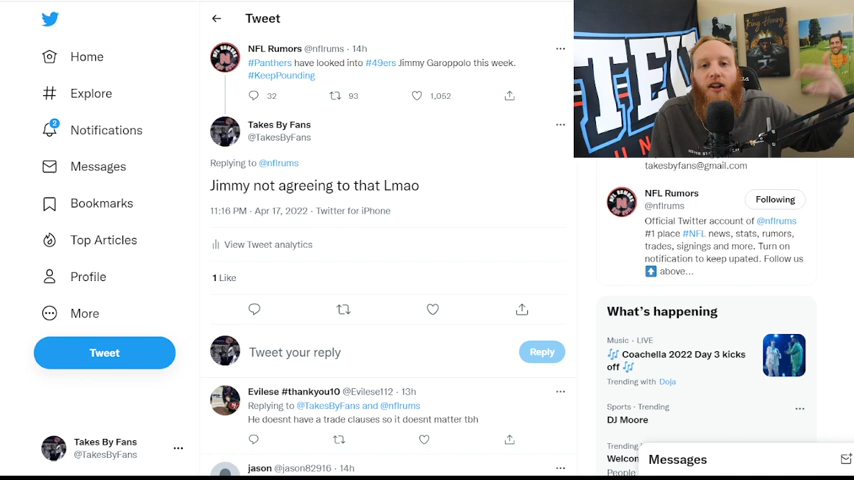 Home
Explore
2
Notifications
Messages
Bookmarks
Top Articles
Profile
More
Tweet
Takes By Fans
@TakesByFans
Tweet
NFL Rumors @nflrums · 14h
#Panthers have looked into #49ers Jimmy Garoppolo this week.
#KeepPounding
32 93 1,052
Takes By Fans
@TakesByFans
Replying to @nflrums
Jimmy not agreeing to that Lmao
11:16 PM · Apr 17, 2022 · Twitter for iPhone
View Tweet analytics
1 Like
Tweet your reply
Reply
Evilese #thankyou10 @Evilese112 · 13h
Replying to @TakesByFans and @nflrums
He doesnt have a trade clauses so it doesnt matter tbh
jason @jason82916 · 14h
takesbyfans@gmail.com
NFL Rumors
@nflrums
Following
Official Twitter account of @nflrums
#1 place #NFL news, stats, rumors,
trades, signings and more. Turn on
notification to keep upated. Follow us
above...
What's happening
Music · LIVE
Coachella 2022 Day 3 kicks
off
Trending with Doja
Sports · Trending
DJ Moore
Trending
Welcon
People
Messages